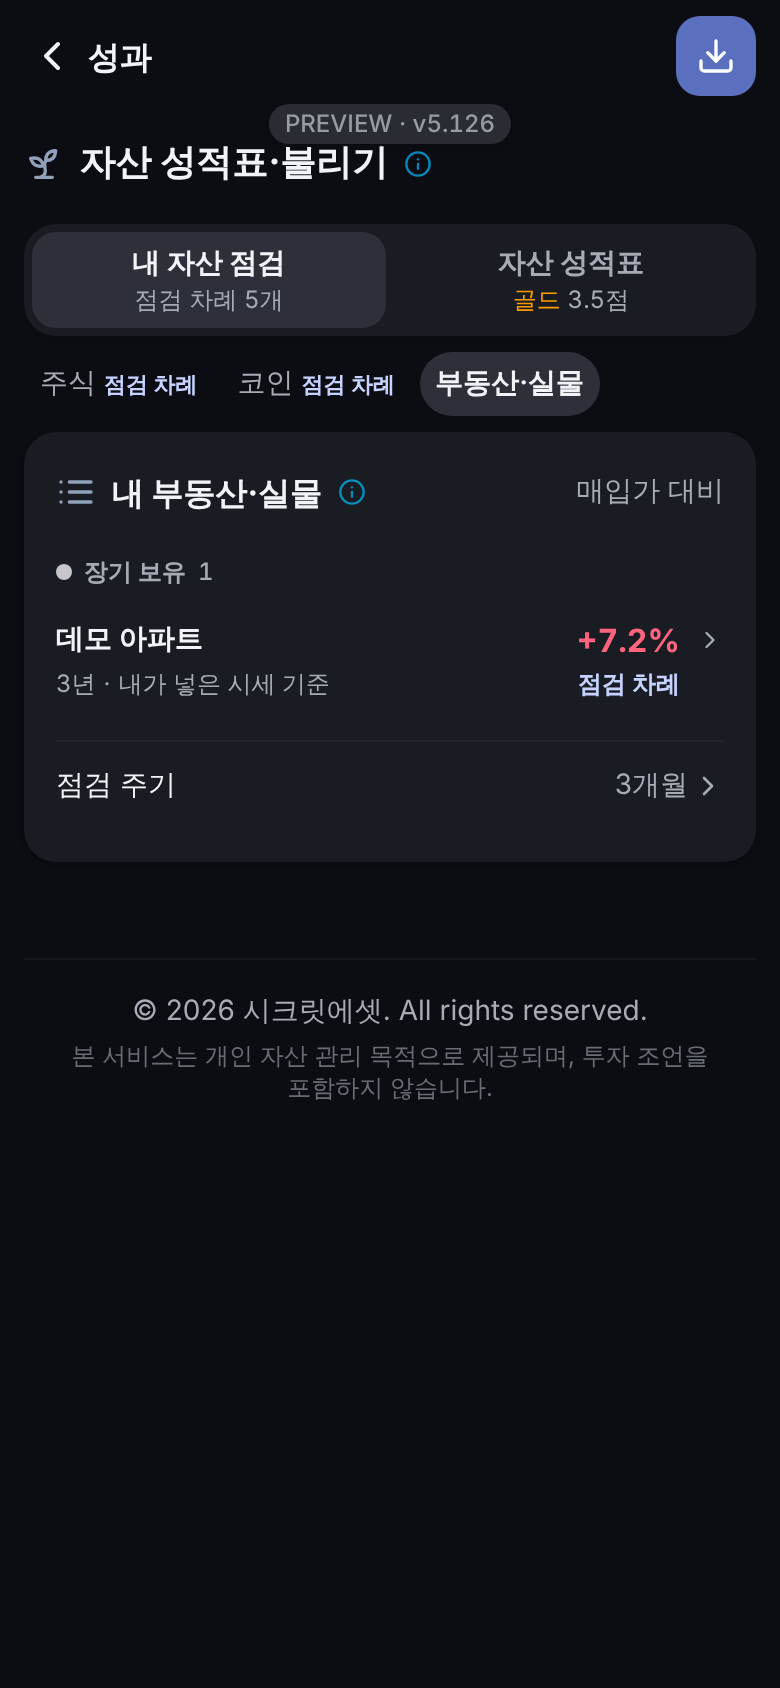 성과
PREVIEW · v5.126
자산 성적표·불리기
내 자산 점검
점검 차례 5개
자산 성적표
골드 3.5점
주식 점검 차례 코인 점검 차례 부동산·실물
내 부동산·실물 매입가 대비
장기 보유 1
데모 아파트 +7.2%
3년 · 내가 넣은 시세 기준 점검 차례
점검 주기 3개월
© 2026 시크릿에셋. All rights reserved.
본 서비스는 개인 자산 관리 목적으로 제공되며, 투자 조언을
포함하지 않습니다.